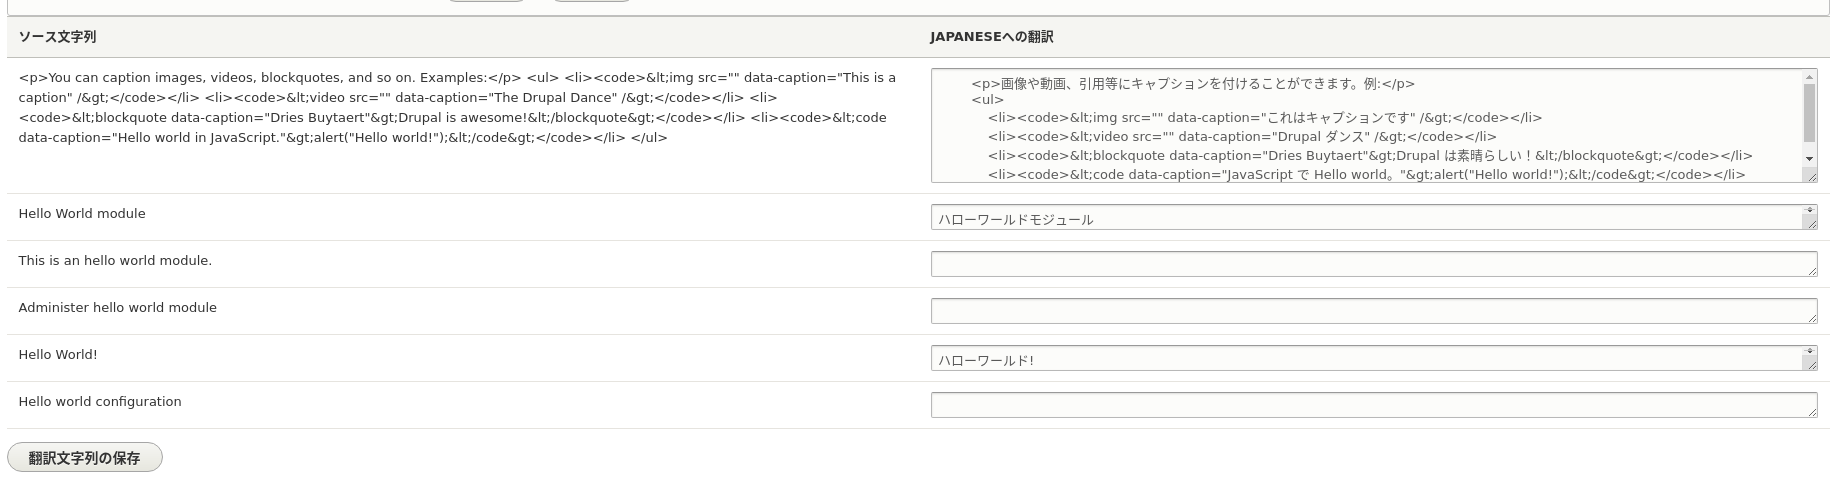 ソース文字列
JAPANESEへの翻訳
<p>You can caption images, videos, blockquotes, and so on. Examples:</p> <ul> <li><code>&lt;img src="" data-caption="This is a
caption" /&gt;</code></li> <li><code>&lt;video src="" data-caption="The Drupal Dance" /&gt;</code></li> <li>
<code>&lt;blockquote data-caption="Dries Buytaert"&gt;Drupal is awesome!&lt;/blockquote&gt;</code></li> <li><code>&lt;code
data-caption="Hello world in JavaScript."&gt;alert("Hello world!");&lt;/code&gt;</code></li> </ul>
<p>画像や動画、引用等にキャプションを付けることができます。例:</p>
<ul>
<li><code>&lt;img src="" data-caption="これはキャプションです" /&gt;</code></li>
<li><code>&lt;video src="" data-caption="Drupal ダンス" /&gt;</code></li>
<li><code>&lt;blockquote data-caption="Dries Buytaert"&gt;Drupal は素晴らしい！&lt;/blockquote&gt;</code></li>
<li><code>&lt;code data-caption="JavaScript で Hello world。"&gt;alert("Hello world!");&lt;/code&gt;</code></li>
Hello World module
ハローワールドモジュール
This is an hello world module.
Administer hello world module
Hello World!
ハローワールド!
Hello world configuration
翻訳文字列の保存